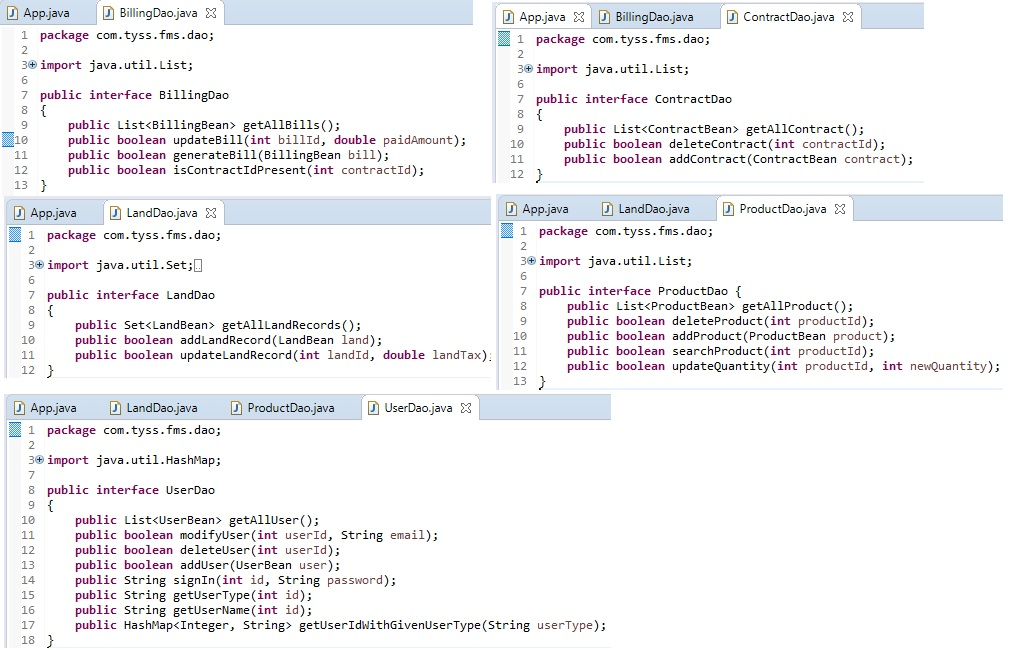 App.java BillingDao.java
1 package com.tyss.fms.dao;
2
3 import java.util.List;
6
7 public interface BillingDao
8 {
9 public List<BillingBean> getAllBills();
10 public boolean updateBill(int billId, double paidAmount);
11 public boolean generateBill(BillingBean bill);
12 public boolean isContractIdPresent(int contractId);
13 }
App.java BillingDao.java ContractDao.java
1 package com.tyss.fms.dao;
2
3 import java.util.List;
6
7 public interface ContractDao
8 {
9 public List<ContractBean> getAllContract();
10 public boolean deleteContract(int contractId);
11 public boolean addContract(ContractBean contract);
12 }
App.java LandDao.java
1 package com.tyss.fms.dao;
2
3 import java.util.Set;
6
7 public interface LandDao
8 {
9 public Set<LandBean> getAllLandRecords();
10 public boolean addLandRecord(LandBean land);
11 public boolean updateLandRecord(int landId, double landTax);
12 }
App.java LandDao.java ProductDao.java
1 package com.tyss.fms.dao;
2
3 import java.util.List;
6
7 public interface ProductDao {
8 public List<ProductBean> getAllProduct();
9 public boolean deleteProduct(int productId);
10 public boolean addProduct(ProductBean product);
11 public boolean searchProduct(int productId);
12 public boolean updateQuantity(int productId, int newQuantity);
13 }
App.java LandDao.java ProductDao.java UserDao.java
1 package com.tyss.fms.dao;
2
3 import java.util.HashMap;
7
8 public interface UserDao
9 {
10 public List<UserBean> getAllUser();
11 public boolean modifyUser(int userId, String email);
12 public boolean deleteUser(int userId);
13 public boolean addUser(UserBean user);
14 public String signIn(int id, String password);
15 public String getUserType(int id);
16 public String getUserName(int id);
17 public HashMap<Integer, String> getUserIdWithGivenUserType(String userType);
18 }